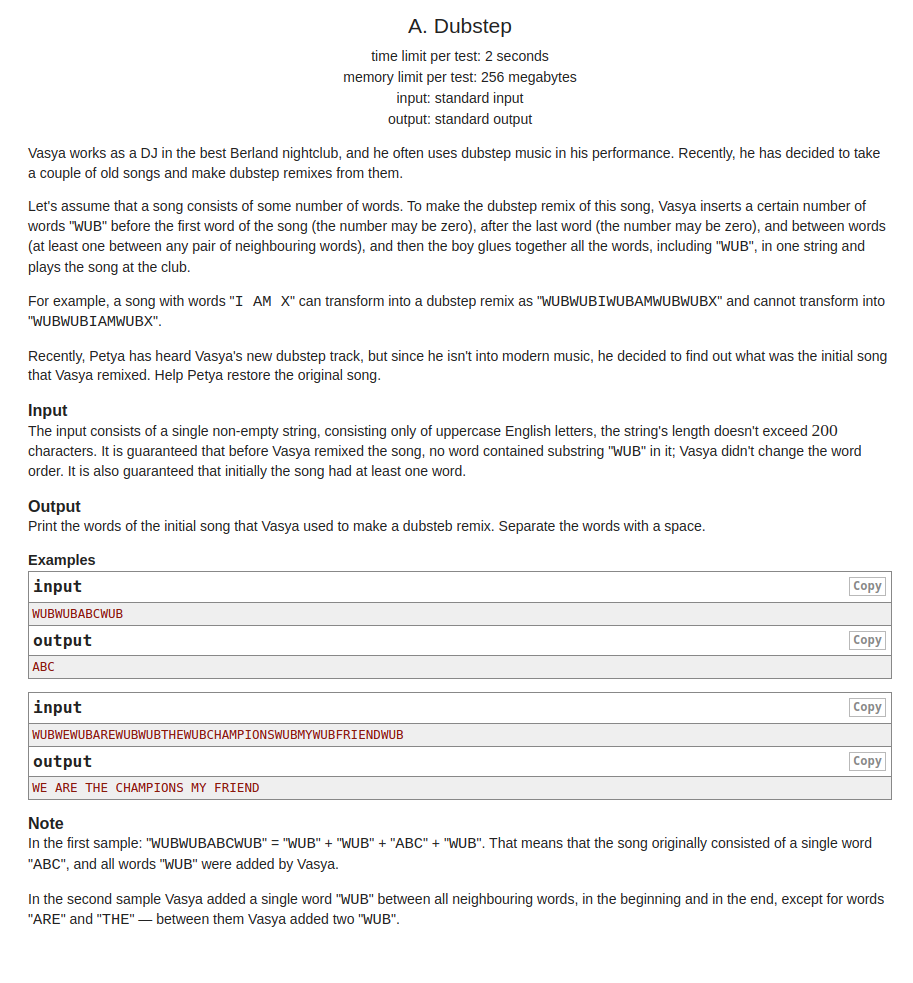 A. Dubstep
time limit per test: 2 seconds
memory limit per test: 256 megabytes
input: standard input
output: standard output
Vasya works as a DJ in the best Berland nightclub, and he often uses dubstep music in his performance. Recently, he has decided to take
a couple of old songs and make dubstep remixes from them.
Let's assume that a song consists of some number of words. To make the dubstep remix of this song, Vasya inserts a certain number of
words "WUB" before the first word of the song (the number may be zero), after the last word (the number may be zero), and between words
(at least one between any pair of neighbouring words), and then the boy glues together all the words, including "WUB", in one string and
plays the song at the club.
For example, a song with words "I AM X" can transform into a dubstep remix as "WUBWUBIWUBAMWUBWUBX" and cannot transform into
"WUBWUBIAMWUBX".
Recently, Petya has heard Vasya's new dubstep track, but since he isn't into modern music, he decided to find out what was the initial song
that Vasya remixed. Help Petya restore the original song.
Input
The input consists of a single non-empty string, consisting only of uppercase English letters, the string's length doesn't exceed 200
characters. It is guaranteed that before Vasya remixed the song, no word contained substring "WUB" in it; Vasya didn't change the word
order. It is also guaranteed that initially the song had at least one word.
Output
Print the words of the initial song that Vasya used to make a dubsteb remix. Separate the words with a space.
Examples
input Copy
WUBWUBABCWUB
output Copy
ABC
input Copy
WUBWEWUBAREWUBWUBTHEWUBCHAMPIONSWUBMYWUBFRIENDWUB
output Copy
WE ARE THE CHAMPIONS MY FRIEND
Note
In the first sample: "WUBWUBABCWUB" = "WUB" + "WUB" + "ABC" + "WUB". That means that the song originally consisted of a single word
"ABC", and all words "WUB" were added by Vasya.
In the second sample Vasya added a single word "WUB" between all neighbouring words, in the beginning and in the end, except for words
"ARE" and "THE" — between them Vasya added two "WUB".